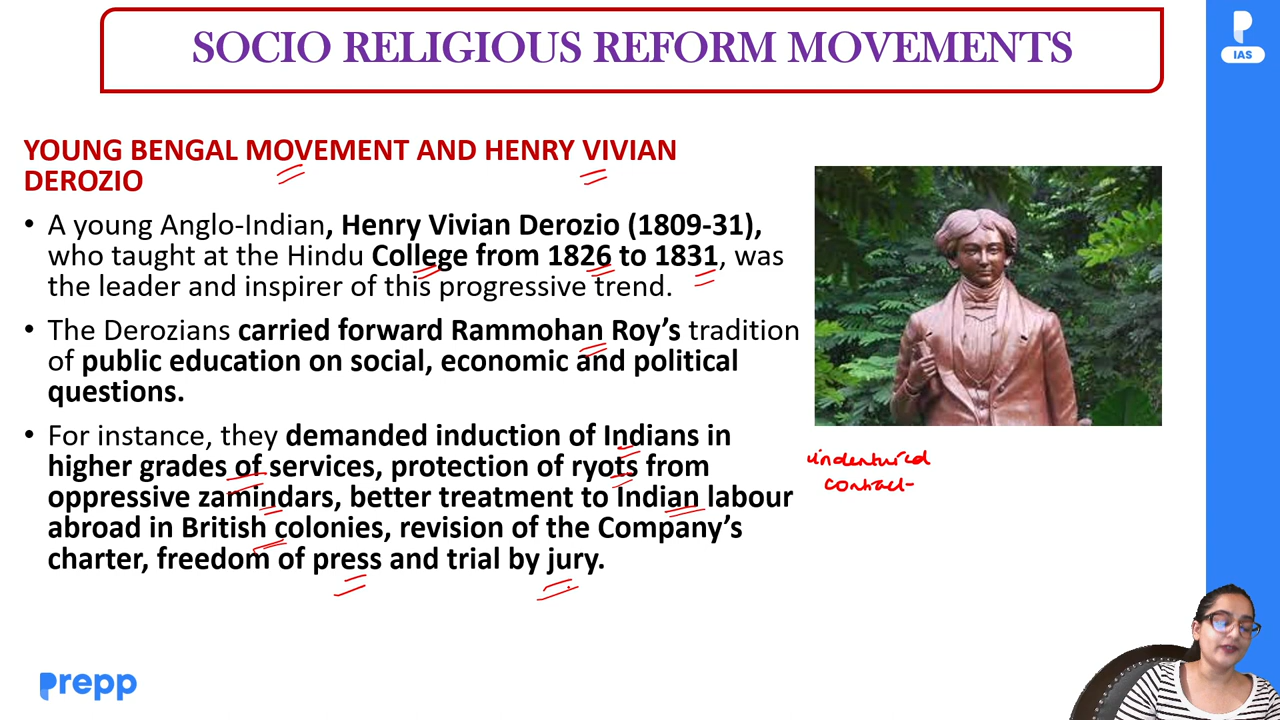 SOCIO RELIGIOUS REFORM MOVEMENTS
IAS
YOUNG BENGAL MOVEMENT AND HENRY VIVIAN
DEROZIO
• A young Anglo-Indian, Henry Vivian Derozio (1809-31),
who taught at the Hindu College from 1826 to 1831, was
the leader and inspirer of this progressive trend.
• The Derozians carried forward Rammohan Roy's tradition
of public education on social, economic and political
questions.
• For instance, they demanded induction of Indians in
higher grades of services, protection of ryots from
oppressive zamindars, better treatment to Indian labour
abroad in British colonies, revision of the Company's
charter, freedom of press and trial by jury.
indentured
contract
prepp